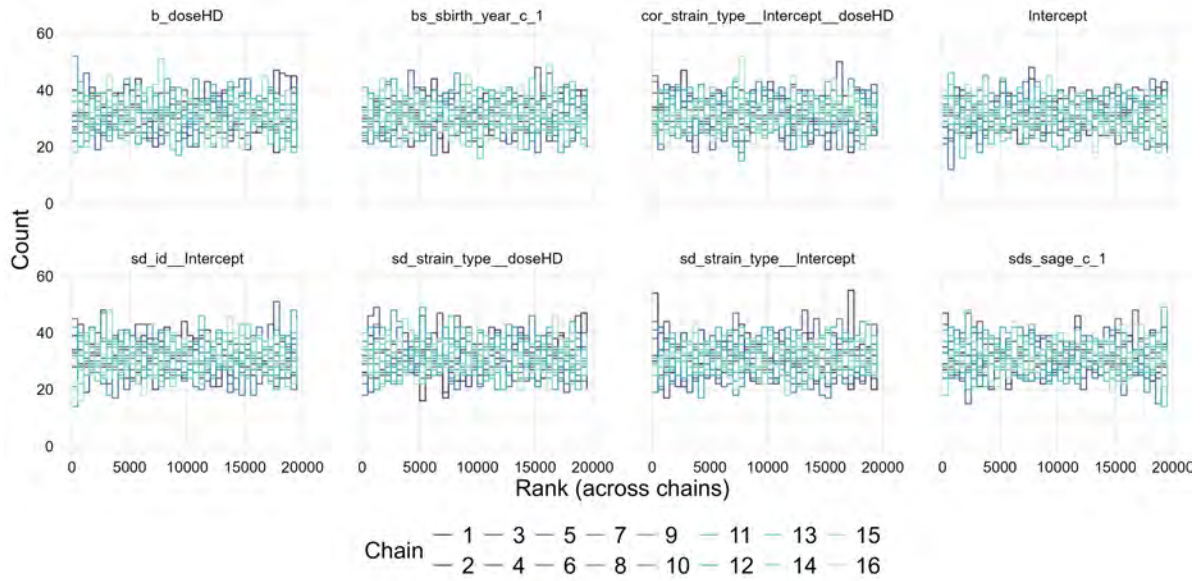 b_doseHD bs_sbirth_year_c_1 cor_strain_type__Intercept__doseHD Intercept
60
40
20
0
Count
sd_id__Intercept sd_strain_type__doseHD sd_strain_type__Intercept sds_sage_c_1
60
40
20
0
0 5000 10000 15000 20000 0 5000 10000 15000 20000 0 5000 10000 15000 20000 0 5000 10000 15000 20000
Rank (across chains)
Chain
1 3 5 7 9 11 13 15
2 4 6 8 10 12 14 16